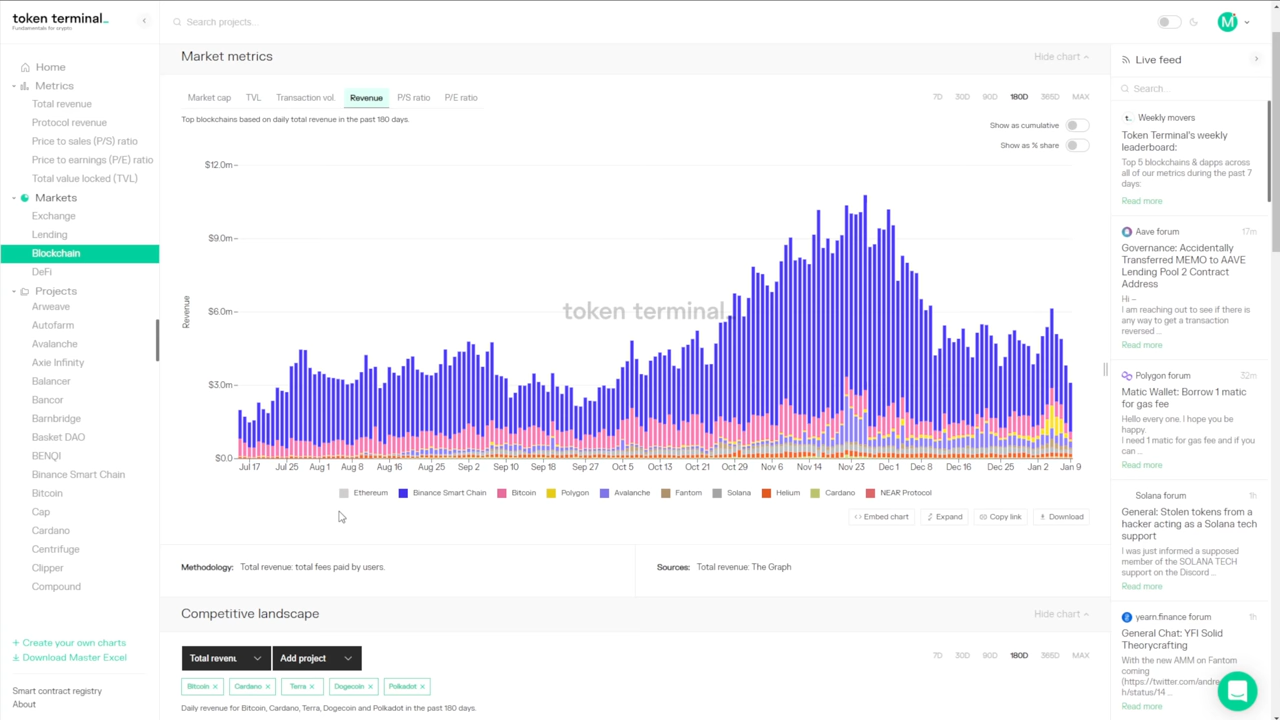 token terminal_
Fundamentals for crypto
Search projects...
M
Home
Metrics
Total revenue
Protocol revenue
Price to sales (P/S) ratio
Price to earnings (P/E) ratio
Total value locked (TVL)
Markets
Exchange
Lending
Blockchain
DeFi
Projects
Arweave
Autofarm
Avalanche
Axie Infinity
Balancer
Bancor
Barnbridge
Basket DAO
BENQI
Binance Smart Chain
Bitcoin
Cap
Cardano
Centrifuge
Clipper
Compound
+ Create your own charts
Download Master Excel
Smart contract registry
About
Market metrics
Hide chart
Market cap TVL Transaction vol. Revenue P/S ratio P/E ratio
7D 30D 90D 180D 365D MAX
Top blockchains based on daily total revenue in the past 180 days.
Show as cumulative
Show as % share
$12.0m
$9.0m
$6.0m
$3.0m
$0.0
Revenue
token terminal_
Jul 17 Jul 25 Aug 1 Aug 8 Aug 16 Aug 25 Sep 2 Sep 10 Sep 18 Sep 27 Oct 5 Oct 13 Oct 21 Oct 29 Nov 6 Nov 14 Nov 23 Dec 1 Dec 8 Dec 16 Dec 25 Jan 2 Jan 9
Ethereum Binance Smart Chain Bitcoin Polygon Avalanche Fantom Solana Helium Cardano NEAR Protocol
Embed chart Expand Copy link Download
Methodology: Total revenue: total fees paid by users.
Sources: Total revenue: The Graph
Competitive landscape
Hide chart
Total revenu Add project
7D 30D 90D 180D 365D MAX
Bitcoin × Cardano × Terra × Dogecoin × Polkadot ×
Daily revenue for Bitcoin, Cardano, Terra, Dogecoin and Polkadot in the past 180 days.
Live feed
Search...
Weekly movers
Token Terminal's weekly
leaderboard:
Top 5 blockchains & dapps across
all of our metrics during the past 7
days:
Read more
Aave forum 17m
Governance: Accidentally
Transferred MEMO to AAVE
Lending Pool 2 Contract
Address
Hi –
I am reaching out to see if there is
any way to get a transaction
reversed ...
Read more
Polygon forum 32m
Matic Wallet: Borrow 1 matic
for gas fee
Hello every one. I hope you be
happy.
I need 1 matic for gas fee and if you
can ...
Read more
Solana forum 1h
General: Stolen tokens from a
hacker acting as a Solana tech
support
I was just informed a supposed
member of the SOLANA TECH
support on the Discord ...
Read more
yearn.finance forum 1h
General Chat: YFI Solid
Theorycrafting
With the new AMM on Fantom
coming
(https://twitter.com/andre
h/status/14 ...
Read more